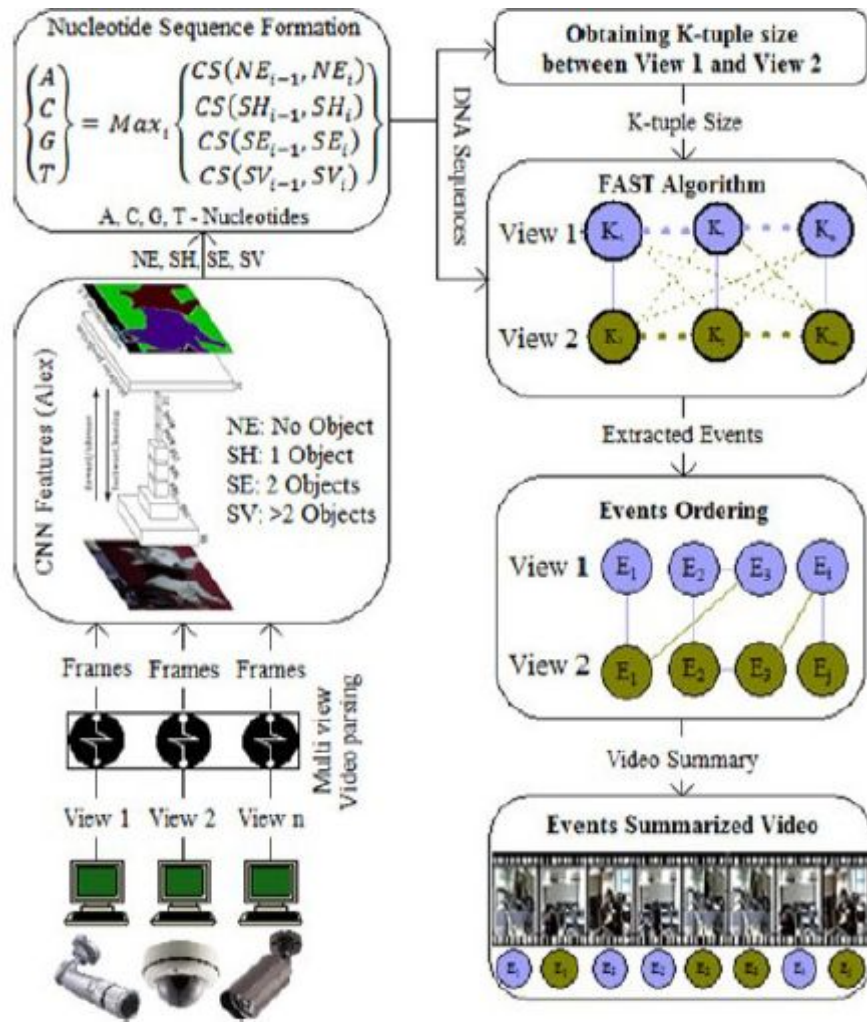 Nucleotide Sequence Formation
{A C G T} = Max_i {CS(NE_{i-1}, NE_i)
CS(SH_{i-1}, SH_i)
CS(SE_{i-1}, SE_i)
CS(SV_{i-1}, SV_i)}
A, C, G, T - Nucleotides
NE, SH, SE, SV
CNN Features (Alex)
NE: No Object
SH: 1 Object
SE: 2 Objects
SV: >2 Objects
Frames Frames Frames
Multi view
Video parsing
View 1 View 2 View n
DNA Sequences
Obtaining K-tuple size
between View 1 and View 2
K-tuple Size
FAST Algorithm
View 1
View 2
Extracted Events
Events Ordering
View 1 E1 E2 E3 Ei
View 2 E1 E2 E3 Ej
Video Summary
Events Summarized Video